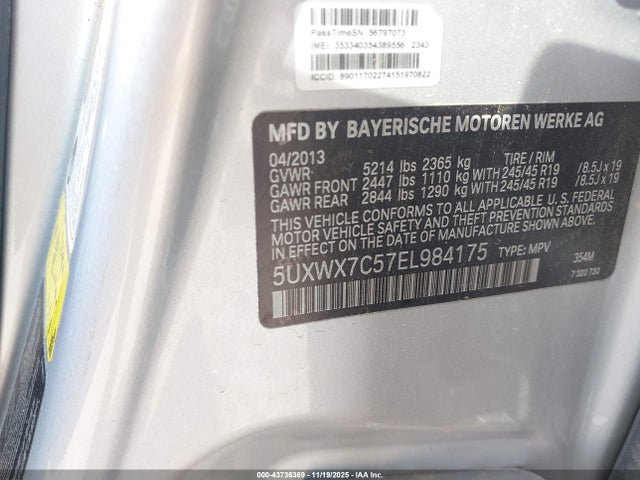 PassTimeSN: 56797073
IMEI: 353340354389556 2343
ICCID: 89011702274151970822
MFD BY BAYERISCHE MOTOREN WERKE AG
04/2013 TIRE / RIM
GVWR 5214 lbs 2365 kg
GAWR FRONT 2447 lbs 1110 kg WITH 245/45 R19 /8.5J x 19
GAWR REAR 2844 lbs 1290 kg WITH 245/45 R19 /8.5J x 19
THIS VEHICLE CONFORMS TO ALL APPLICABLE U.S. FEDERAL
MOTOR VEHICLE SAFETY AND THEFT PREVENTION STANDARDS
IN EFFECT ON THE DATE OF MANUFACTURE SHOWN ABOVE.
5UXWX7C57EL984175 TYPE: MPV
354M
7 320 730
000-43736369 - 11/19/2025 - IAAI.COM